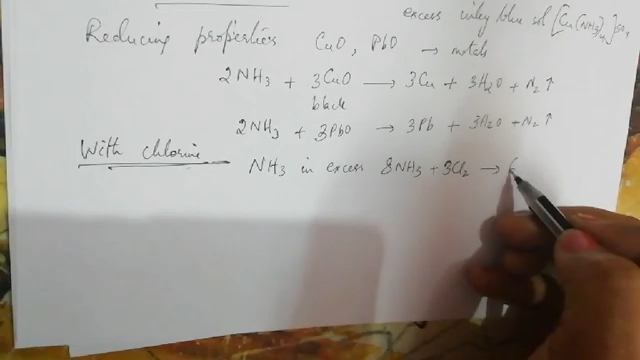 excess inky blue sol [Cu(NH3)4]SO4
Reducing properties CuO, PbO → metals
2NH3 + 3CuO → 3Cu + 3H2O + N2 ↑
black
2NH3 + 3PbO → 3Pb + 3H2O + N2 ↑
With chlorine NH3 in excess 8NH3 + 3Cl2 →